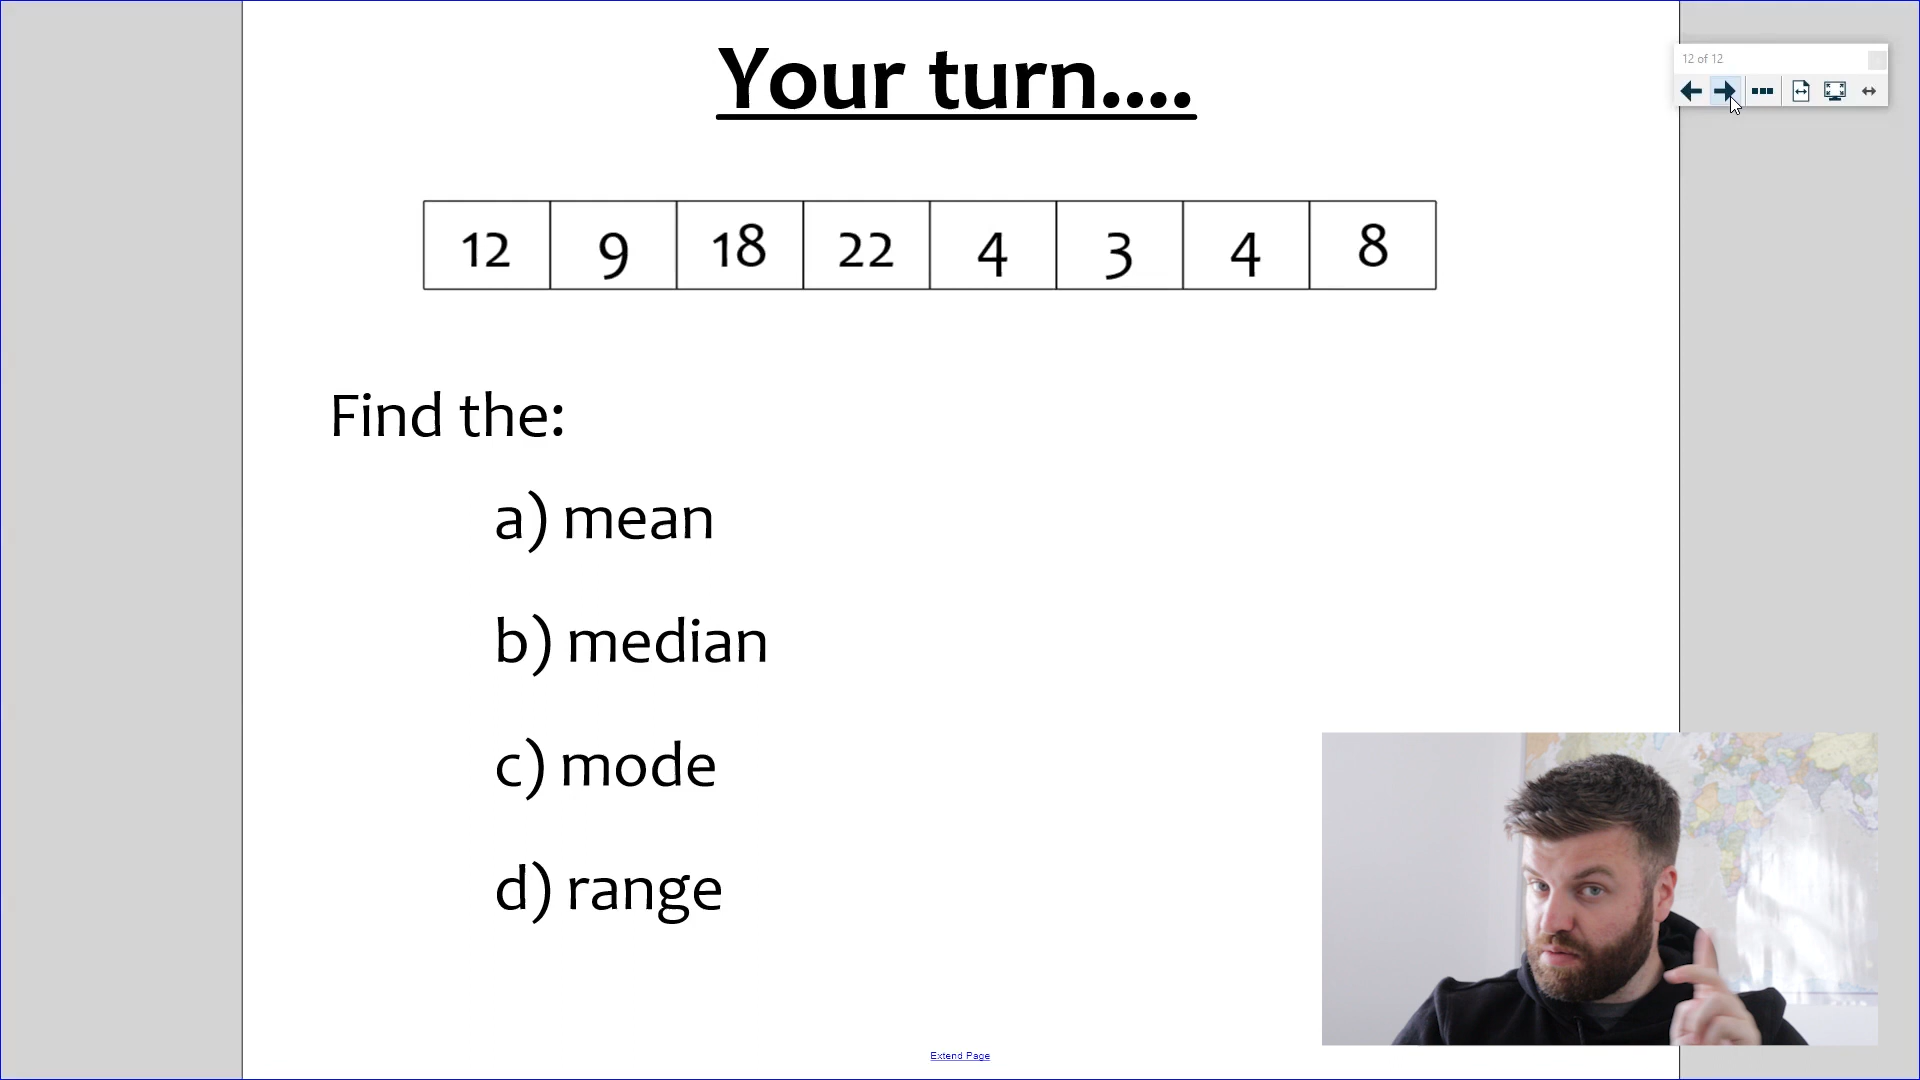 Your turn....
12 of 12
12 9 18 22 4 3 4 8
Find the:
a) mean
b) median
c) mode
d) range
Extend Page